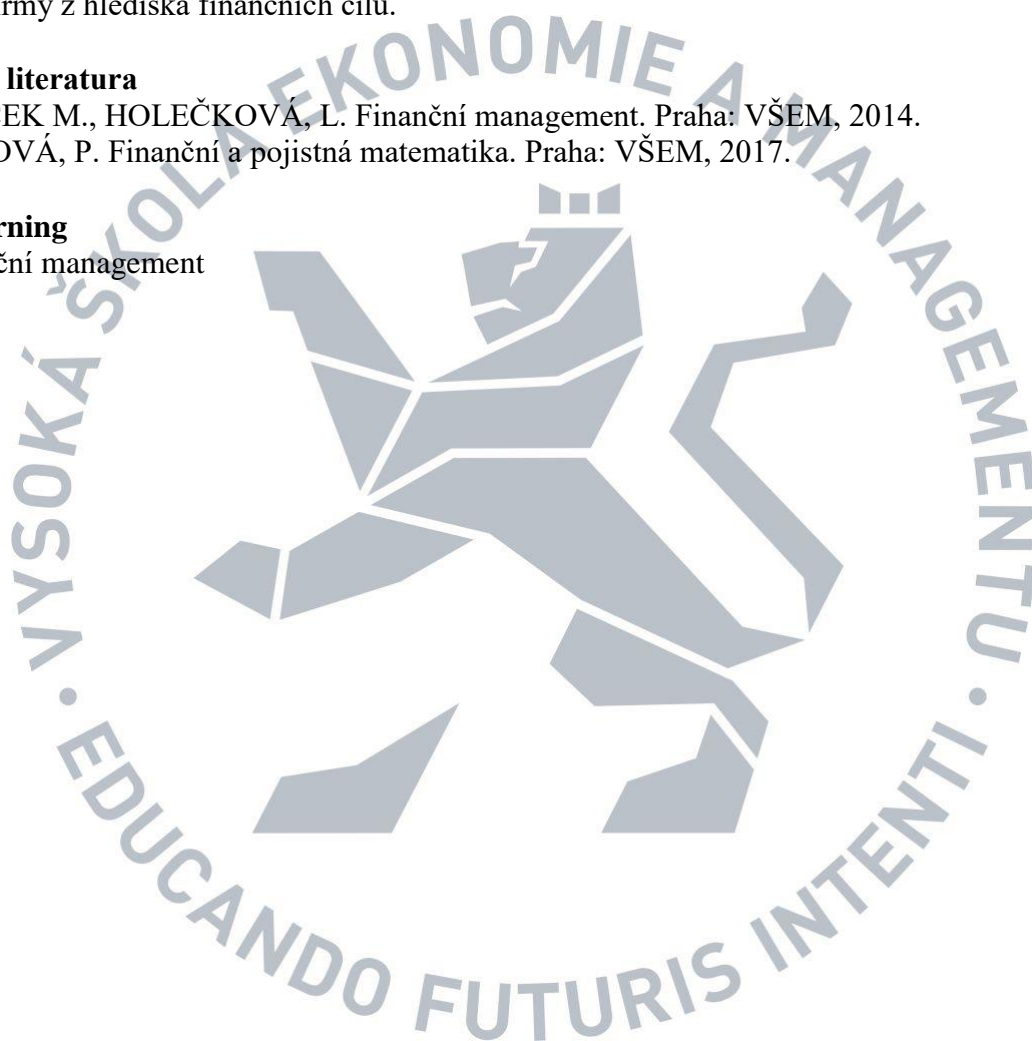 rmy z hlediska finančních cílů.
literatura
ČEK M., HOLEČKOVÁ, L. Finanční management. Praha: VŠEM, 2014.
OVÁ, P. Finanční a pojistná matematika. Praha: VŠEM, 2017.
rning
ční management
VYSOKÁ ŠKOLA EKONOMIE A MANAGEMENTU
• EDUCANDO FUTURIS INTENTI •